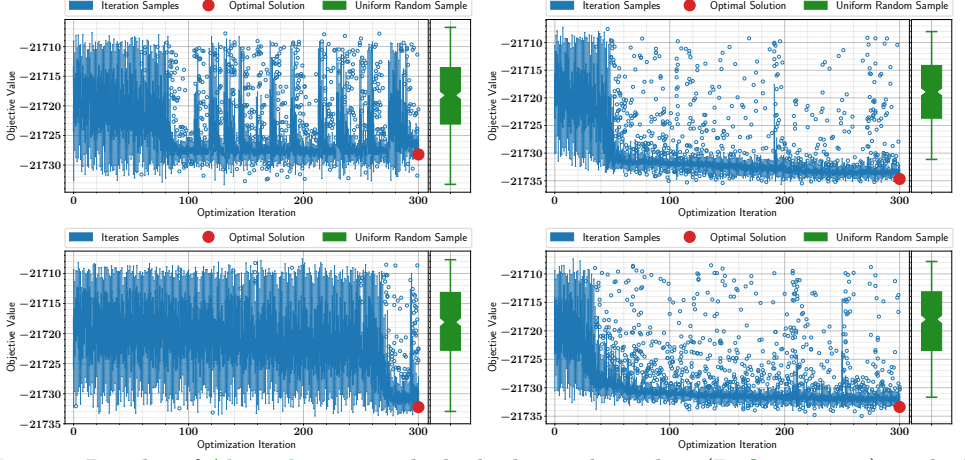 Iteration Samples Optimal Solution Uniform Random Sample
Objective Value
−21710
−21715
−21720
−21725
−21730
0 100 200 300
Optimization Iteration
Iteration Samples Optimal Solution Uniform Random Sample
Objective Value
−21710
−21715
−21720
−21725
−21730
−21735
0 100 200 300
Optimization Iteration
Iteration Samples Optimal Solution Uniform Random Sample
Objective Value
−21710
−21715
−21720
−21725
−21730
−21735
0 100 200 300
Optimization Iteration
Iteration Samples Optimal Solution Uniform Random Sample
Objective Value
−21710
−21715
−21720
−21725
−21730
−21735
0 100 200 300
Optimization Iteration